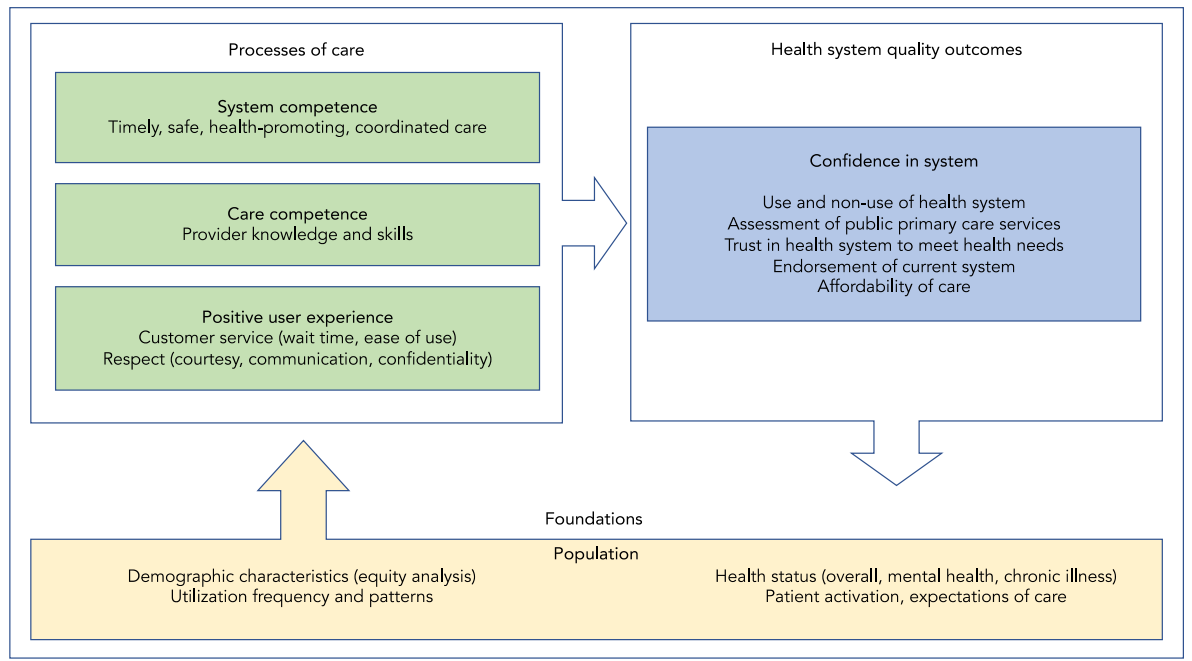 Processes of care
System competence
Timely, safe, health-promoting, coordinated care
Care competence
Provider knowledge and skills
Positive user experience
Customer service (wait time, ease of use)
Respect (courtesy, communication, confidentiality)
Health system quality outcomes
Confidence in system
Use and non-use of health system
Assessment of public primary care services
Trust in health system to meet health needs
Endorsement of current system
Affordability of care
Foundations
Population
Demographic characteristics (equity analysis)
Utilization frequency and patterns
Health status (overall, mental health, chronic illness)
Patient activation, expectations of care